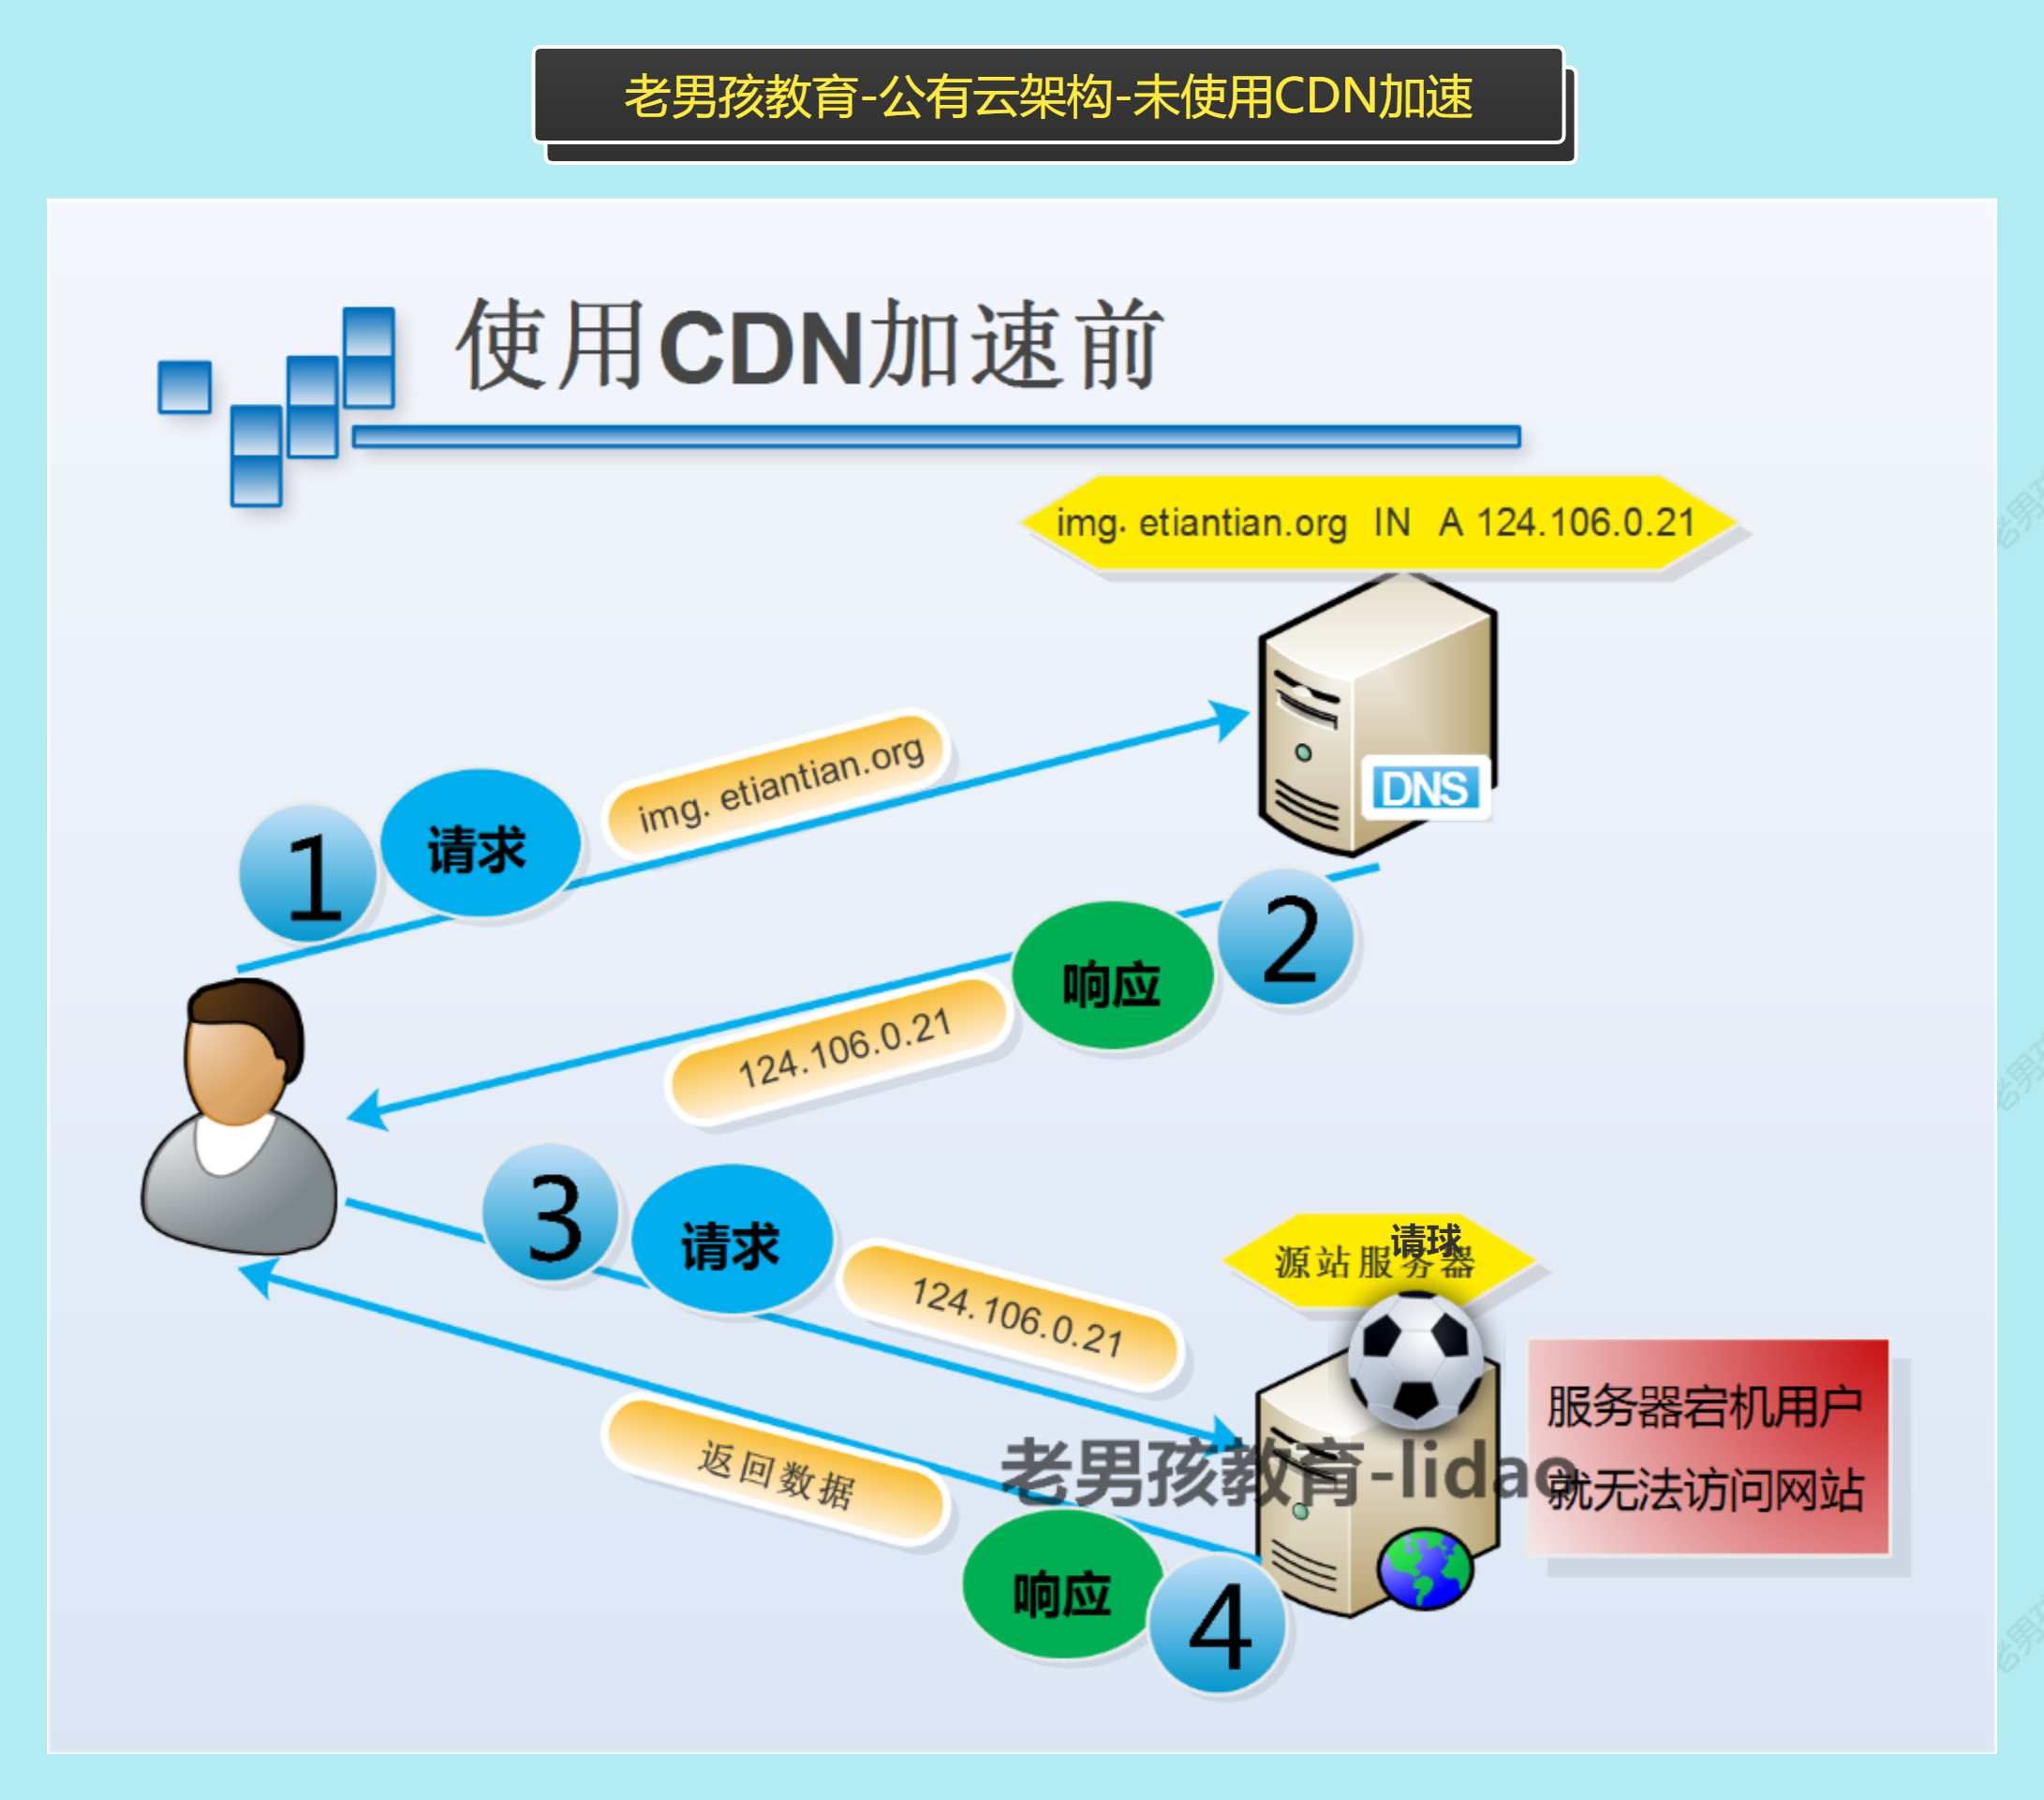 老男孩教育-公有云架构-未使用CDN加速
使用CDN加速前
img. etiantian.org IN A 124.106.0.21
img. etiantian.org
1
请求
DNS
2
响应
124.106.0.21
3
请求
124.106.0.21
请球
源站服务器
服务器宕机用户
就无法访问网站
老男孩教育-lidao
返回数据
响应
4